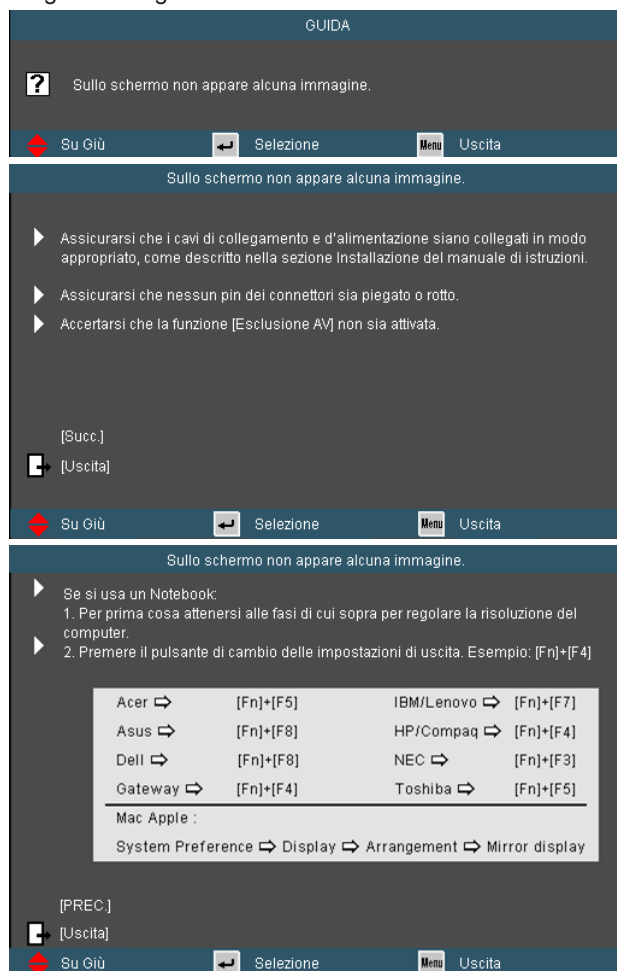 GUIDA
? Sullo schermo non appare alcuna immagine.
Su Giù Selezione Menu Uscita
Sullo schermo non appare alcuna immagine.
Assicurarsi che i cavi di collegamento e d'alimentazione siano collegati in modo
appropriato, come descritto nella sezione Installazione del manuale di istruzioni.
Assicurarsi che nessun pin dei connettori sia piegato o rotto.
Accertarsi che la funzione [Esclusione AV] non sia attivata.
[Succ.]
[Uscita]
Su Giù Selezione Menu Uscita
Sullo schermo non appare alcuna immagine.
Se si usa un Notebook:
1. Per prima cosa attenersi alle fasi di cui sopra per regolare la risoluzione del
computer.
2. Premere il pulsante di cambio delle impostazioni di uscita. Esempio: [Fn]+[F4]
Acer ⇨ [Fn]+[F5] IBM/Lenovo ⇨ [Fn]+[F7]
Asus ⇨ [Fn]+[F8] HP/Compaq ⇨ [Fn]+[F4]
Dell ⇨ [Fn]+[F8] NEC ⇨ [Fn]+[F3]
Gateway ⇨ [Fn]+[F4] Toshiba ⇨ [Fn]+[F5]
Mac Apple :
System Preference ⇨ Display ⇨ Arrangement ⇨ Mirror display
[PREC.]
[Uscita]
Su Giù Selezione Menu Uscita